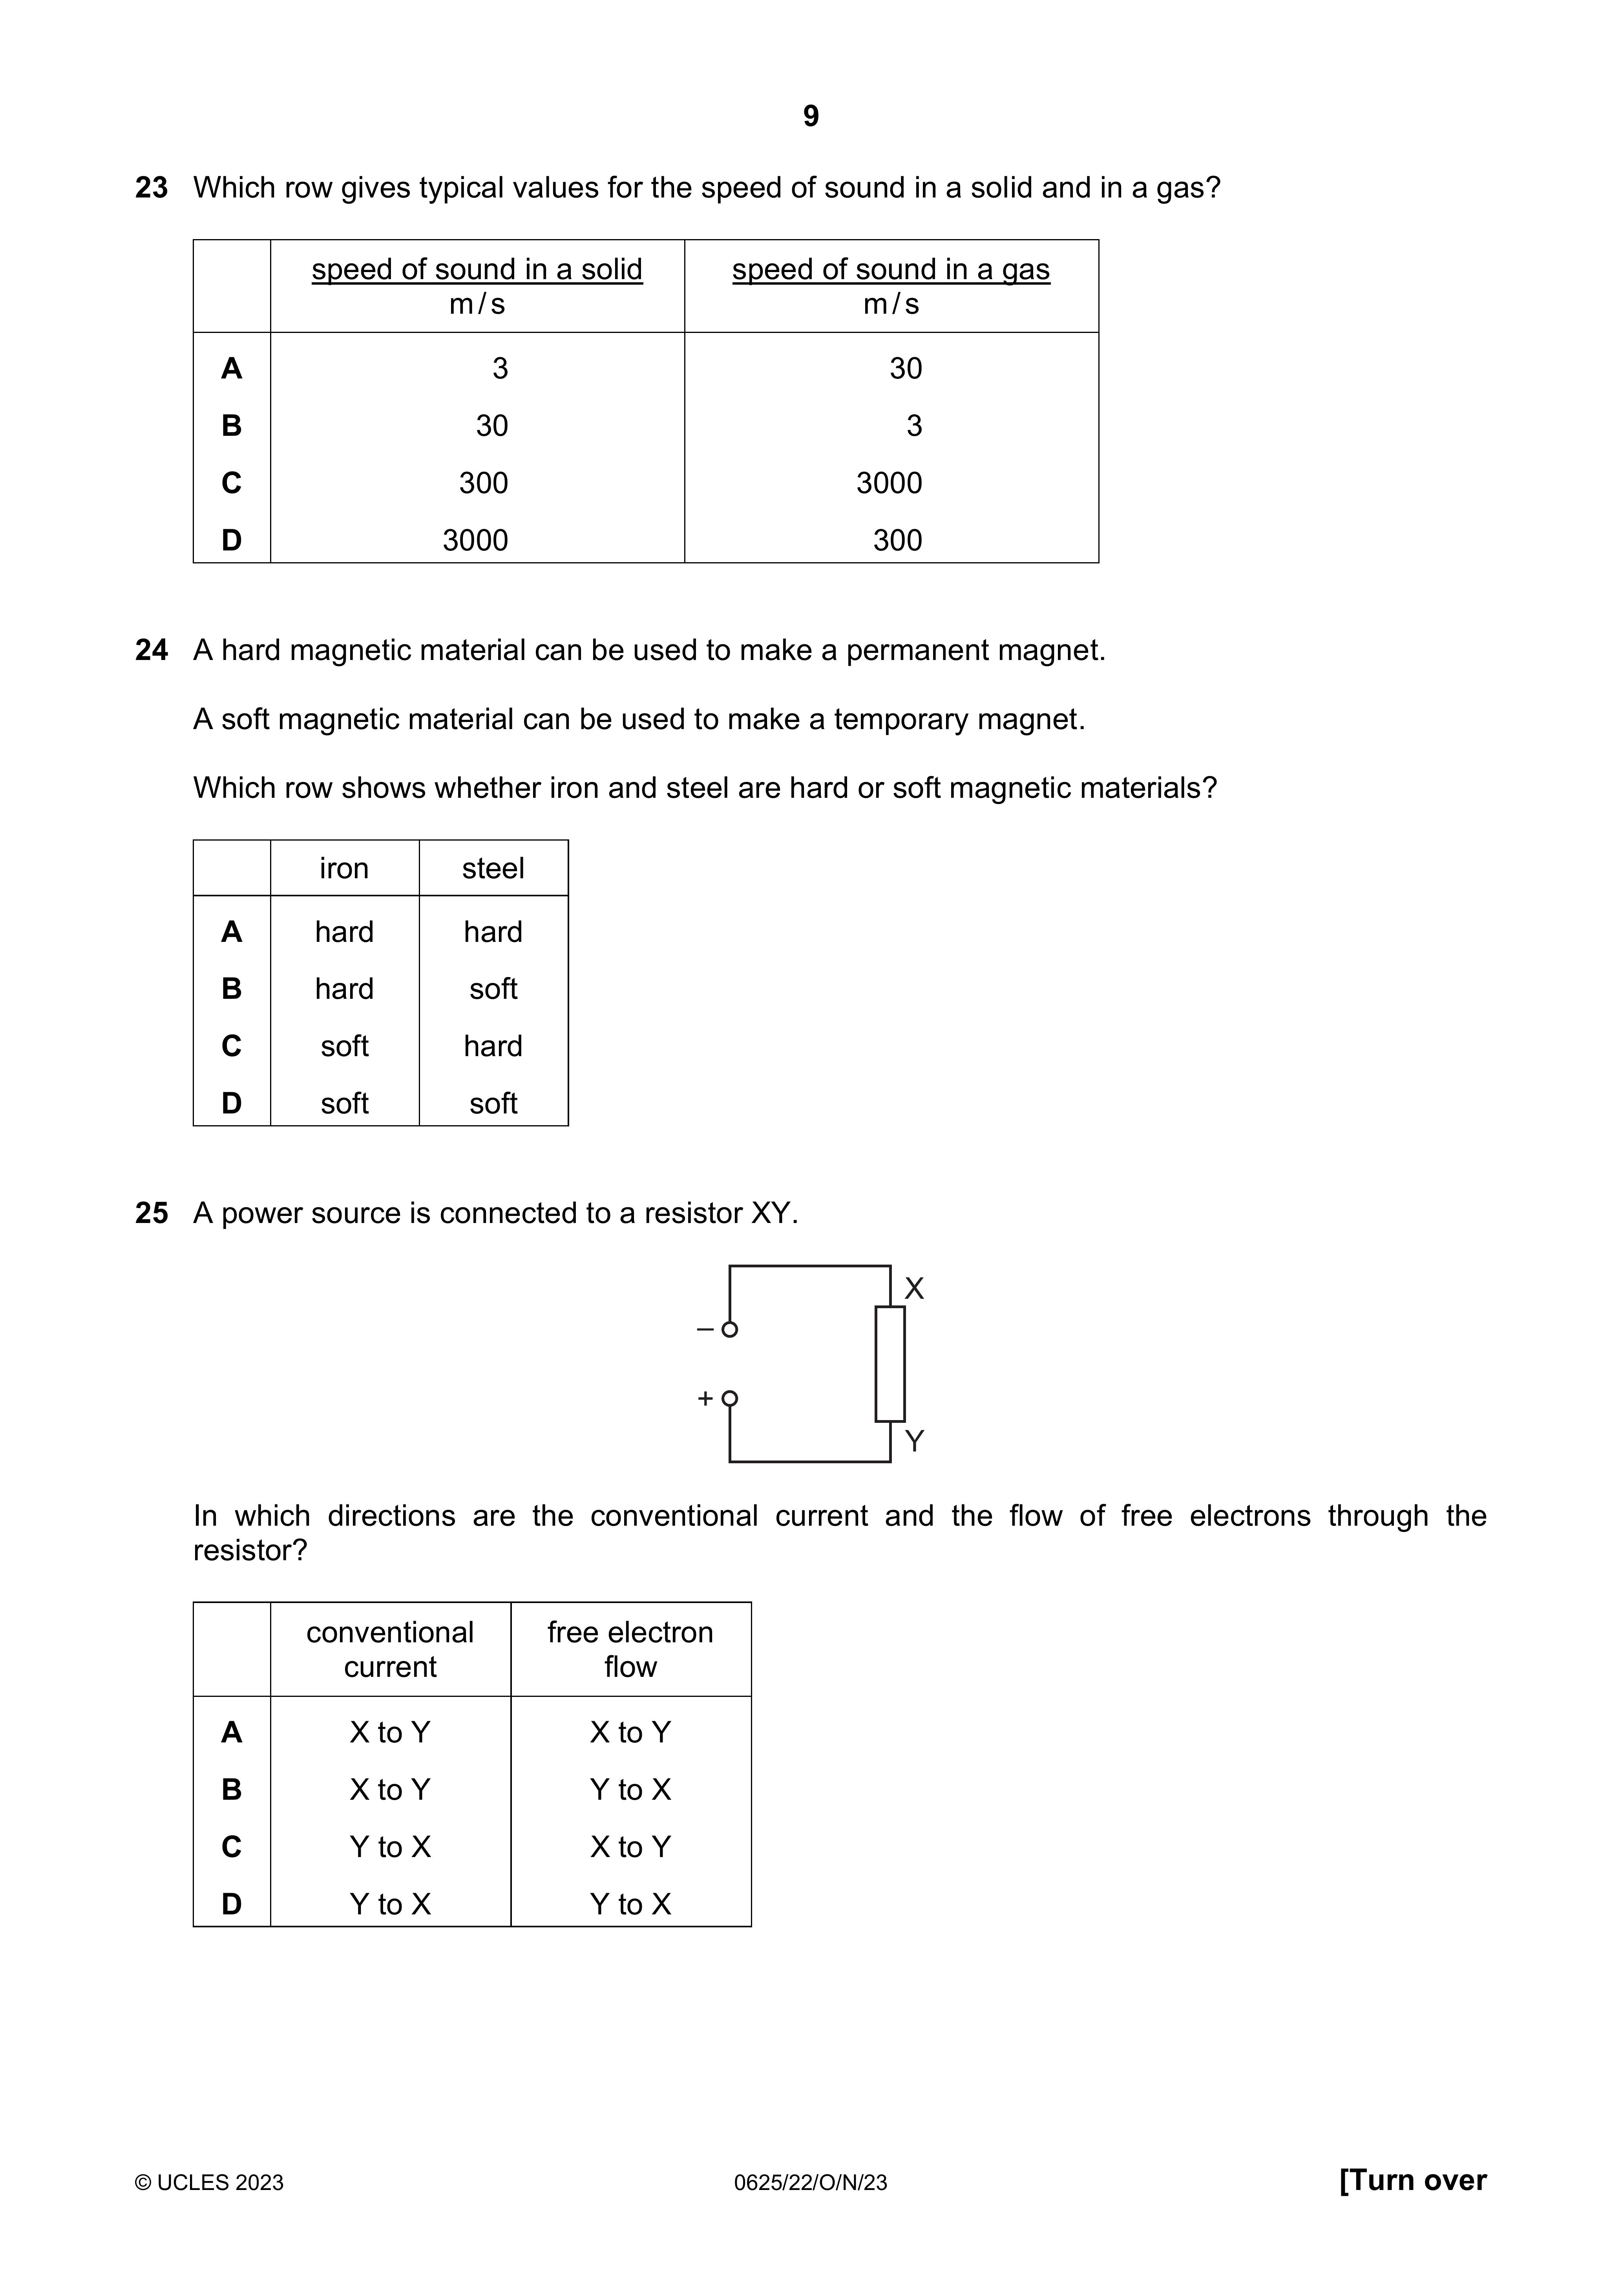 9
23 Which row gives typical values for the speed of sound in a solid and in a gas?
speed of sound in a solid speed of sound in a gas
m/s m/s
A 3 30
B 30 3
C 300 3000
D 3000 300
24 A hard magnetic material can be used to make a permanent magnet.
A soft magnetic material can be used to make a temporary magnet.
Which row shows whether iron and steel are hard or soft magnetic materials?
iron steel
A hard hard
B hard soft
C soft hard
D soft soft
25 A power source is connected to a resistor XY.
X
–
+
Y
In which directions are the conventional current and the flow of free electrons through the
resistor?
conventional free electron
current flow
A X to Y X to Y
B X to Y Y to X
C Y to X X to Y
D Y to X Y to X
© UCLES 2023 0625/22/O/N/23 [Turn over